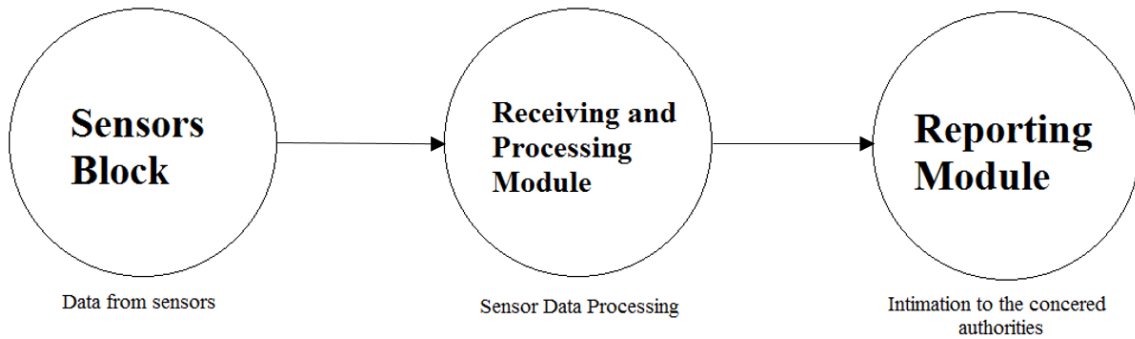 Sensors
Block
Receiving and
Processing
Module
Reporting
Module
Data from sensors
Sensor Data Processing
Intimation to the concered
authorities